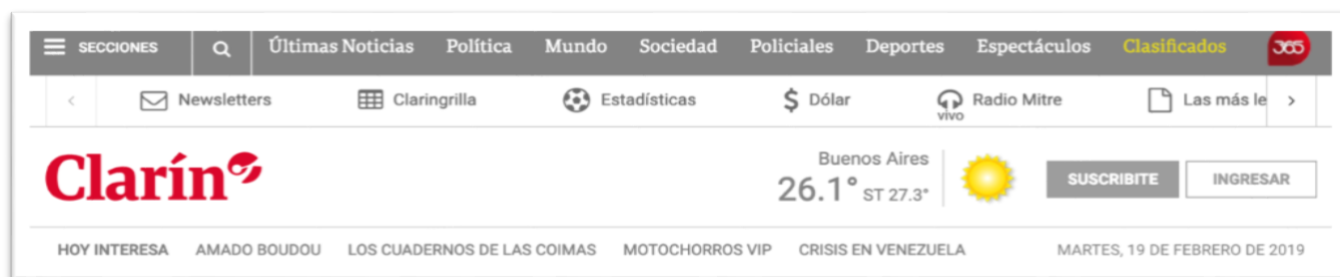 SECCIONES Últimas Noticias Política Mundo Sociedad Policiales Deportes Espectáculos Clasificados 365
Newsletters Claringrilla Estadísticas $ Dólar VIVO Radio Mitre Las más le
Clarín
Buenos Aires
26.1° ST 27.3°
SUSCRIBITE INGRESAR
HOY INTERESA AMADO BOUDOU LOS CUADERNOS DE LAS COIMAS MOTOCHORROS VIP CRISIS EN VENEZUELA MARTES, 19 DE FEBRERO DE 2019